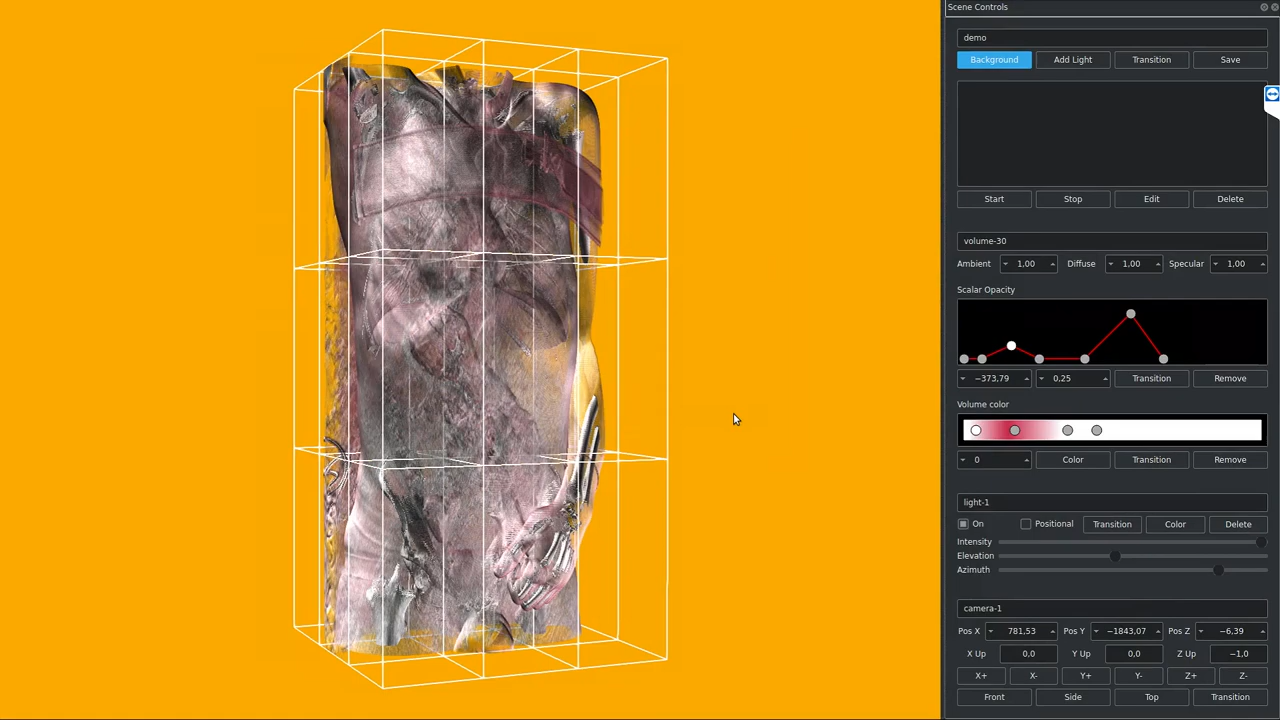 Scene Controls
demo
Background Add Light Transition Save
Start Stop Edit Delete
volume-30
Ambient 1,00 Diffuse 1,00 Specular 1,00
Scalar Opacity
−373,79 0,25 Transition Remove
Volume color
0 Color Transition Remove
light-1
On Positional Transition Color Delete
Intensity
Elevation
Azimuth
camera-1
Pos X 781,53 Pos Y −1843,07 Pos Z −6,39
X Up 0,0 Y Up 0,0 Z Up −1,0
X+ X- Y+ Y- Z+ Z-
Front Side Top Transition